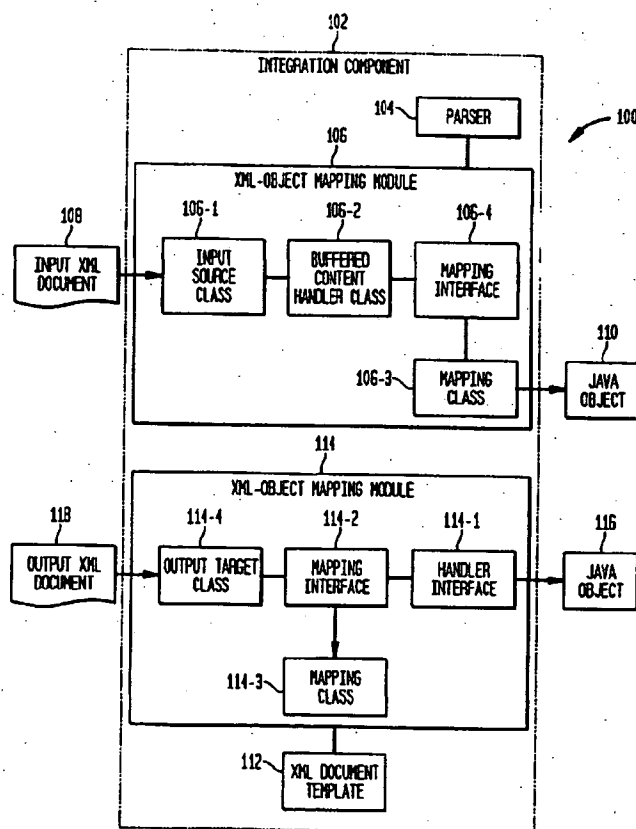 102
INTEGRATION COMPONENT
104
PARSER
100
106
XML-OBJECT MAPPING MODULE
108
106-1
106-2
106-4
INPUT XML
DOCUMENT
INPUT
SOURCE
CLASS
BUFFERED
CONTENT
HANDLER CLASS
MAPPING
INTERFACE
110
106-3
MAPPING
CLASS
JAVA
OBJECT
114
XML-OBJECT MAPPING MODULE
118
114-4
114-2
114-1
116
OUTPUT XML
DOCUMENT
OUTPUT TARGET
CLASS
MAPPING
INTERFACE
HANDLER
INTERFACE
JAVA
OBJECT
114-3
MAPPING
CLASS
112
XML DOCUMENT
TEMPLATE